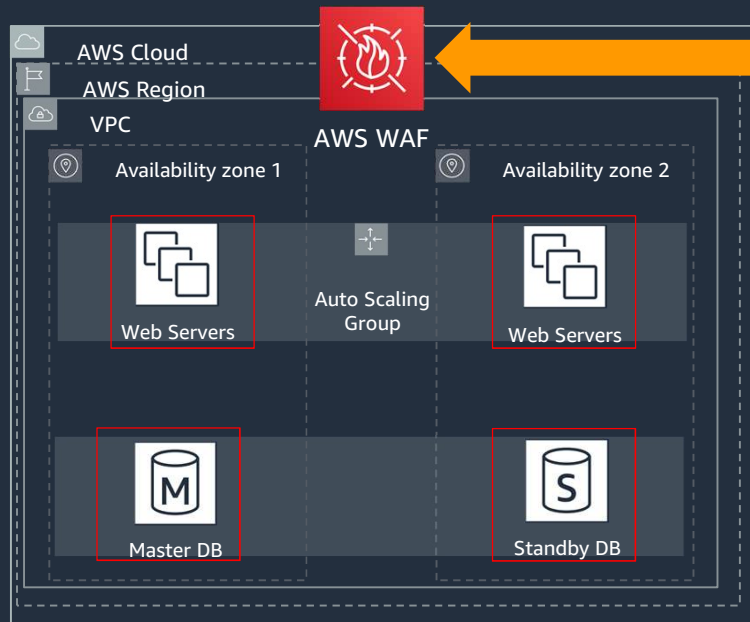 AWS Cloud
AWS Region
VPC
AWS WAF
Availability zone 1
Availability zone 2
Web Servers
Auto Scaling
Group
Web Servers
M
Master DB
S
Standby DB